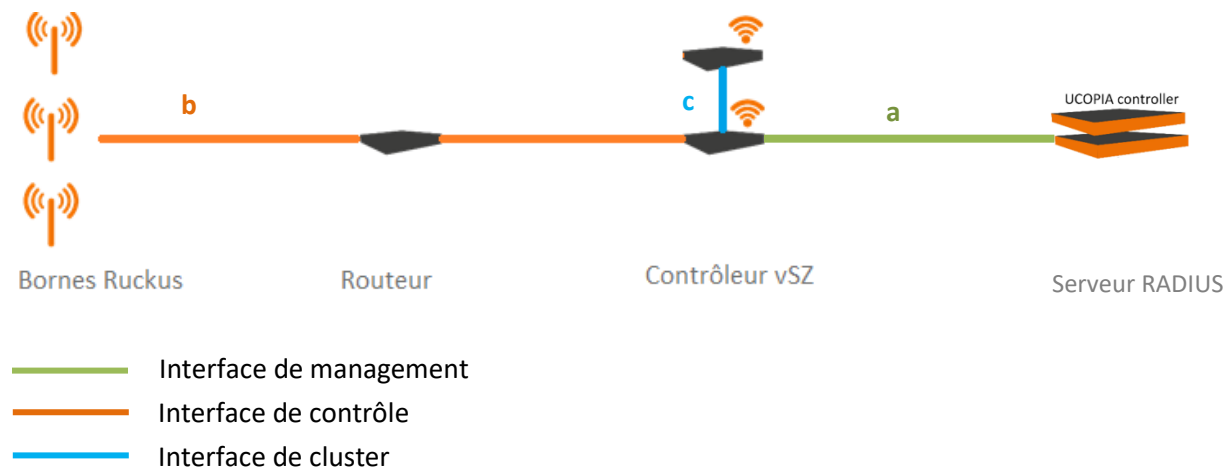 UCOPIA controller
b
c
a
Bornes Ruckus
Routeur
Contrôleur vSZ
Serveur RADIUS
Interface de management
Interface de contrôle
Interface de cluster